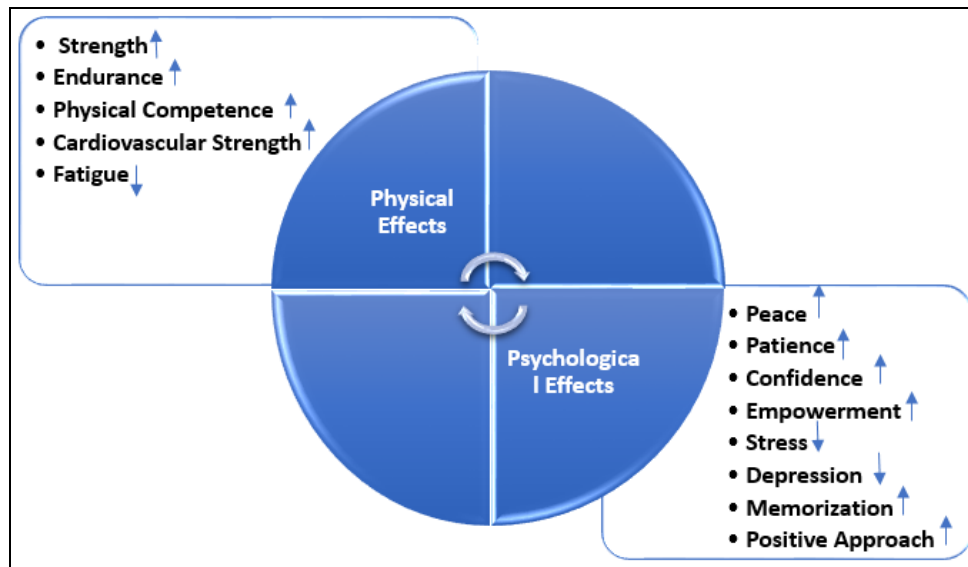 • Strength↑
• Endurance ↑
• Physical Competence ↑
• Cardiovascular Strength↑
• Fatigue↓
Physical
Effects
Psychologica
l Effects
• Peace ↑
• Patience↑
• Confidence ↑
• Empowerment ↑
• Stress↓
• Depression ↓
• Memorization ↑
• Positive Approach ↑